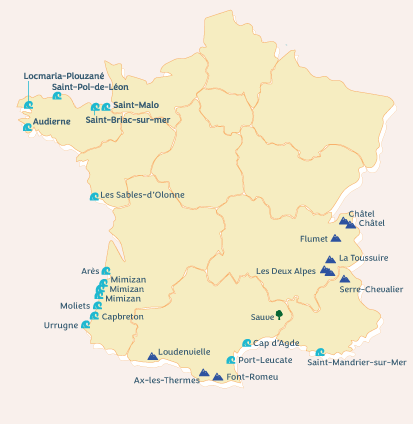 Locmaria-Plouzané
Saint-Pol-de-Léon
Saint-Malo
Saint-Briac-sur-mer
Audierne
Les Sables-d'Olonne
Châtel
Châtel
Flumet
La Toussuire
Les Deux Alpes
Serre-Chevalier
Arès
Mimizan
Mimizan
Mimizan
Moliets
Capbreton
Urrugne
Sauve
Cap d'Agde
Loudenvielle
Port-Leucate
Saint-Mandrier-sur-Mer
Ax-les-Thermes
Font-Romeu